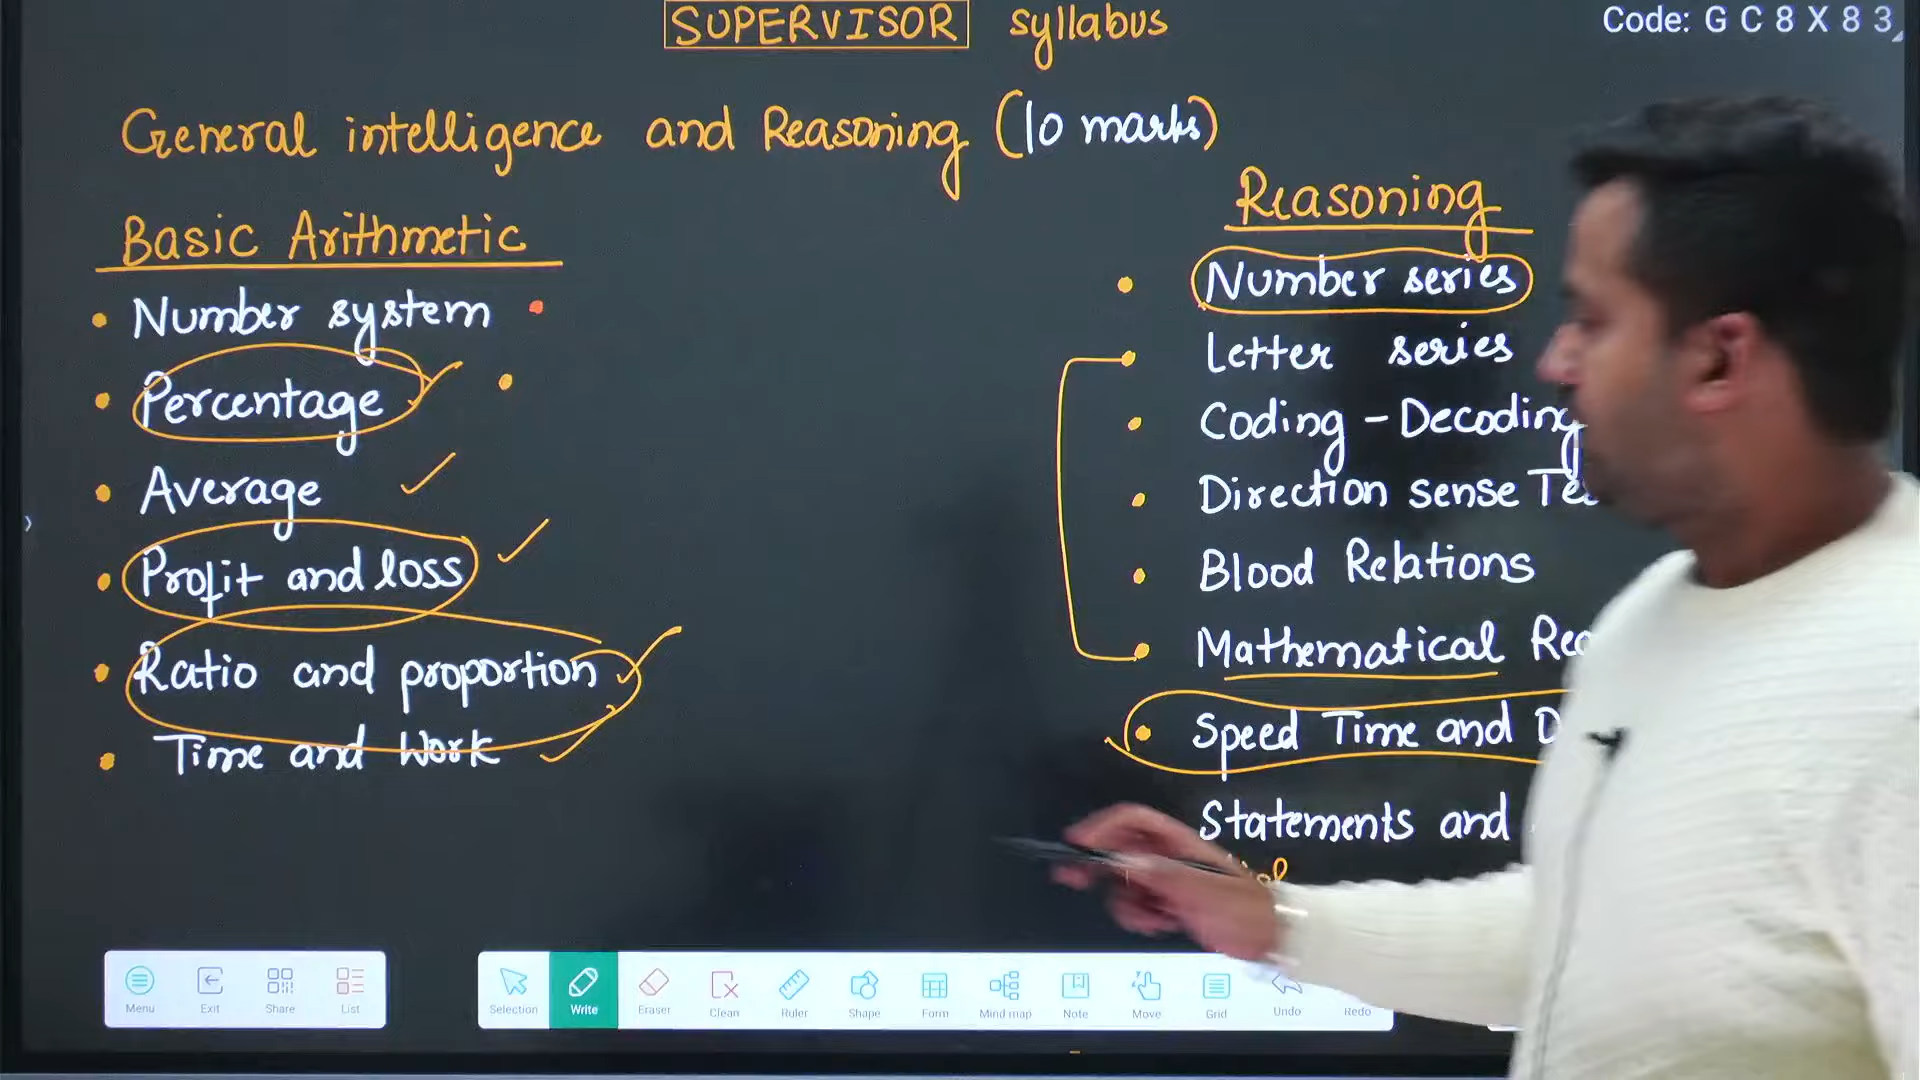 SUPERVISOR syllabus
Code: G C 8 X 8 3
General intelligence and Reasoning (10 marks)
Basic Arithmetic
• Number system
• Percentage
• Average
• Profit and loss
• Ratio and proportion
• Time and Work
Reasoning
• Number series
• Letter series
• Coding - Decoding
• Direction sense
• Blood Relations
• Mathematical
• Speed Time and
Statements and
Menu Exit Share List
Selection Write Eraser Clean Ruler Shape Form Mind map Note Move Grid Undo Redo